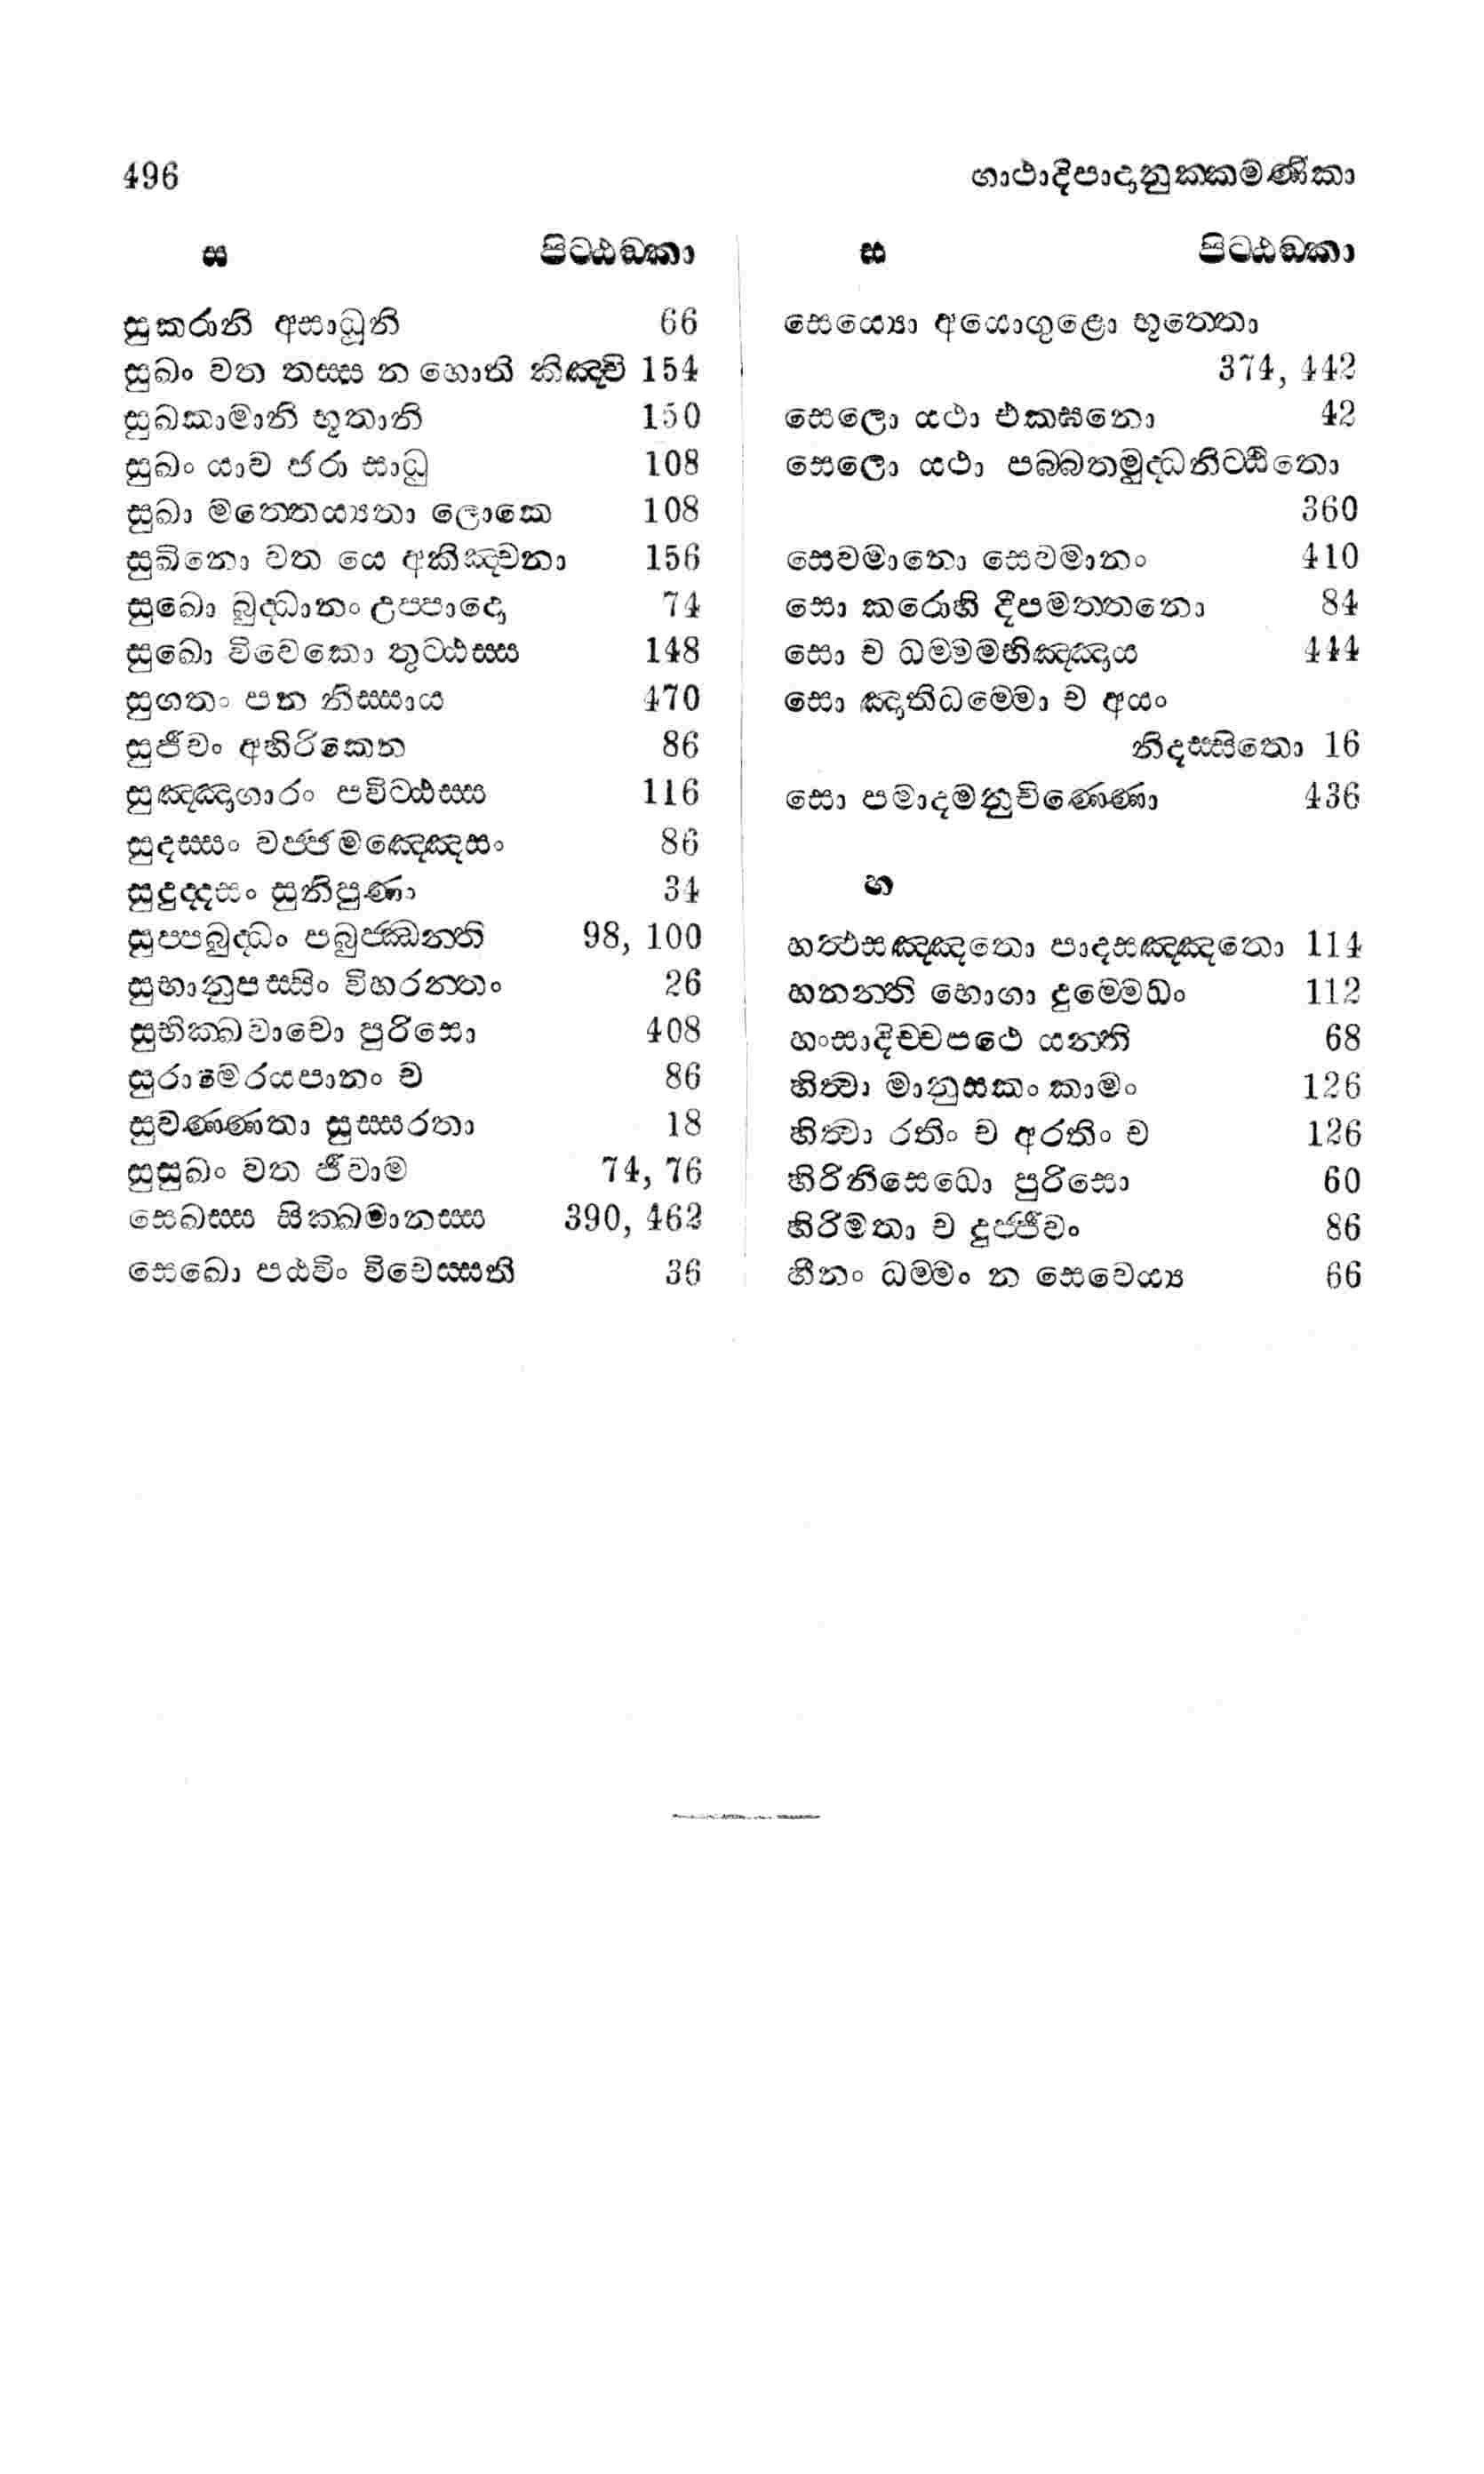 496
ගාථාදිපාදානුක්කමණිකා
ස පිට්ඨඞ්කා
සුකරානි අසාධූනි 66
සුඛං වත තස්ස න හොති කිඤ්චි 154
සුඛකාමානි භූතානි 150
සුඛං යාව ජරා සාධු 108
සුඛා මත්තෙය්‍යතා ලොකෙ 108
සුඛිනො වත යෙ අකිඤ්චනා 156
සුඛො බුද්ධානං උප්පාදො 74
සුඛො විවෙකො තුට්ඨස්ස 148
සුගතං පන නිස්සාය 470
සුජීවං අහිරිකෙන 86
සුඤ්ඤාගාරං පවිට්ඨස්ස 116
සුදස්සං වජ්ජමඤ්ඤෙසං 86
සුදුද්දසං සුනිපුණා 34
සුප්පබුද්ධං පබුජ්ඣන්ති 98, 100
සුභානුපස්සිං විහරන්තං 26
සුභික්ඛවාචො පුරිසො 408
සුරාමෙරයපානං ච 86
සුවණ්ණතා සුස්සරතා 18
සුසුඛං වත ජීවාම 74, 76
සෙඛස්ස සික්ඛමානස්ස 390, 462
සෙඛො පඨවිං විචෙස්සති 36
ස පිට්ඨඞ්කා
සෙය්‍යො අයොගුළො භූත්තො
374, 442
සෙලො යථා එකඝනො 42
සෙලො යථා පබ්බතමුද්ධනිට්ඨිතො
360
සෙවමානො සෙවමානං 410
සො කරොහි දීපමත්තනො 84
සො ච ධම්මමභිඤ්ඤාය 444
සො ඤාතිධම්මො ච අයං
නිදස්සිතො 16
සො පමාදමනුචිණ්ණො 436
හ
හත්ථසඤ්ඤතො පාදසඤ්ඤතො 114
හනන්ති භොගා දුම්මෙධං 112
හංසාදිච්චපථෙ යන්ති 68
හිත්වා මානුසකං කාමං 126
හිත්වා රතිං ච අරතිං ච 126
හිරිනිසෙධො පුරිසො 60
හිරිමතා ච දුජ්ජීවං 86
හීනං ධම්මං න සෙවෙය්‍ය 66